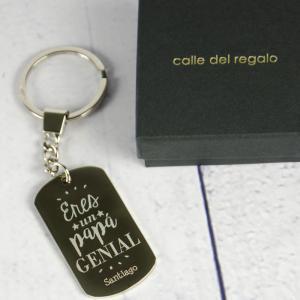 calle del regalo
Eres
un
papá
GENIAL
Santiago